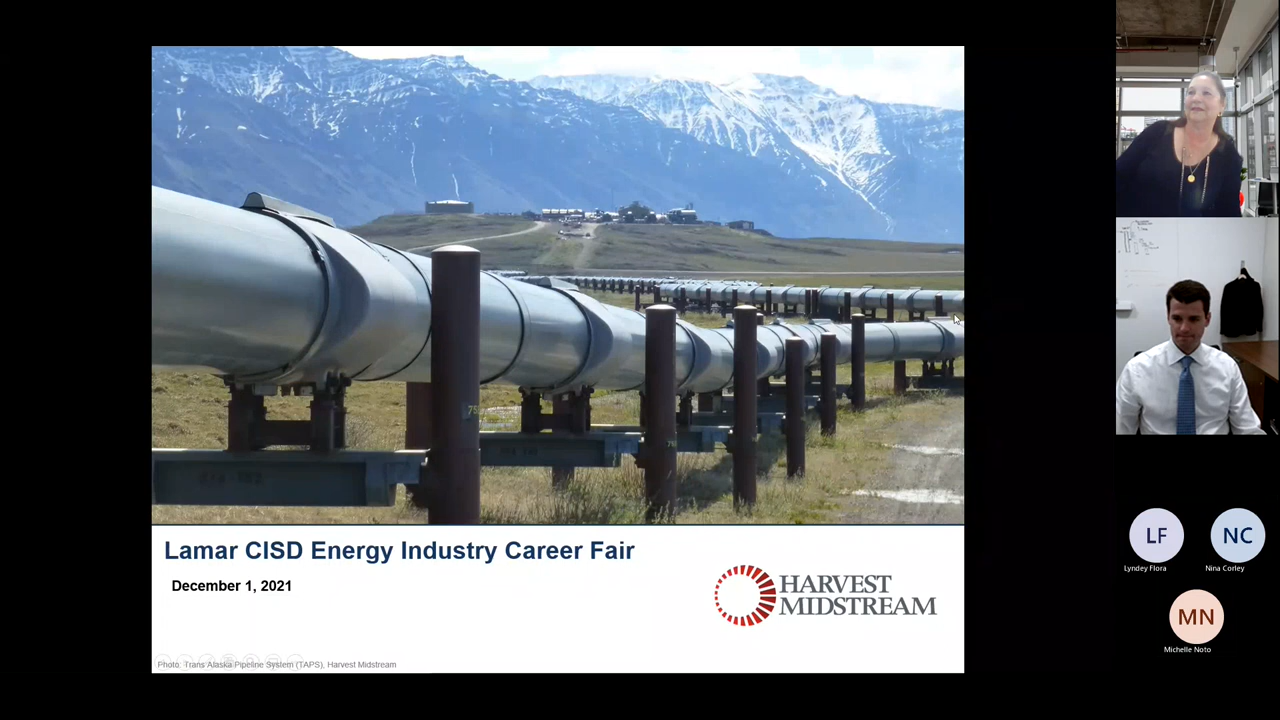 Lamar CISD Energy Industry Career Fair
December 1, 2021
HARVEST
MIDSTREAM
Photo: Trans Alaska Pipeline System (TAPS), Harvest Midstream
LF
Lyndey Flora
NC
Nina Corley
MN
Michelle Noto